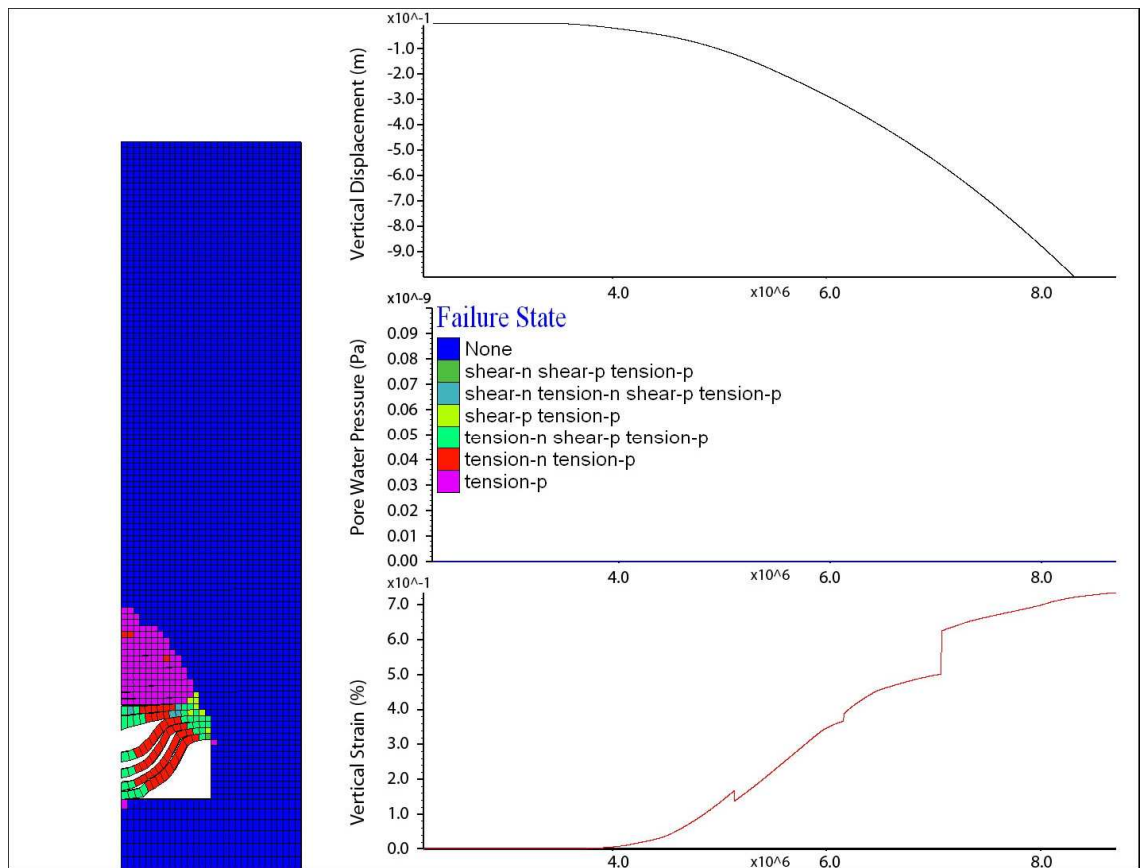 x10^-1
-1.0
-2.0
-3.0
-4.0
-5.0
-6.0
-7.0
-8.0
-9.0
Vertical Displacement (m)
4.0 x10^6 6.0 8.0
x10^-9
0.09
0.08
0.07
0.06
0.05
0.04
0.03
0.02
0.01
0.00
Pore Water Pressure (Pa)
Failure State
None
shear-n shear-p tension-p
shear-n tension-n shear-p tension-p
shear-p tension-p
tension-n shear-p tension-p
tension-n tension-p
tension-p
4.0 x10^6 6.0 8.0
x10^-1
7.0
6.0
5.0
4.0
3.0
2.0
1.0
0.0
Vertical Strain (%)
4.0 x10^6 6.0 8.0